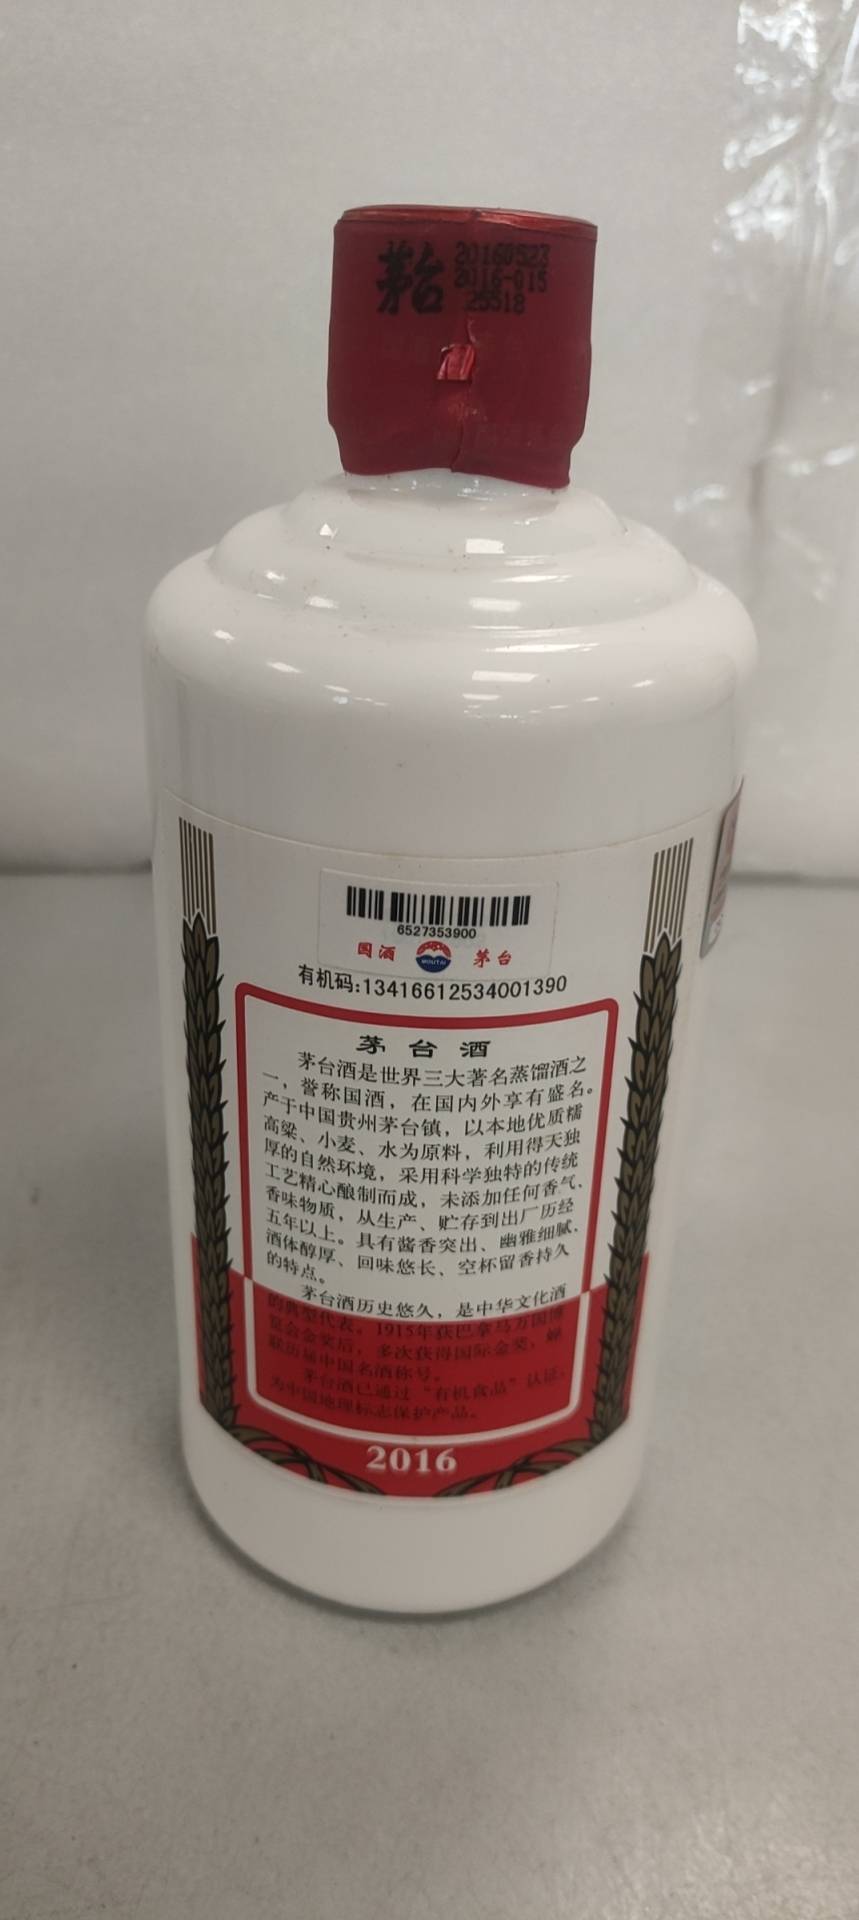 茅台
20160523
2016-015
25518
6527353900
国酒
MOUTAI
茅台
有机码:13416612534001390
茅台酒
茅台酒是世界三大著名蒸馏酒之
一，誉称国酒，在国内外享有盛名。
产于中国贵州茅台镇，以本地优质糯
高粱、小麦、水为原料，利用得天独
厚的自然环境，采用科学独特的传统
工艺精心酿制而成，未添加任何香气、
香味物质，从生产、贮存到出厂历经
五年以上。具有酱香突出、幽雅细腻、
酒体醇厚、回味悠长、空杯留香持久
的特点。
茅台酒历史悠久，是中华文化酒
的典型代表。1915年获巴拿马万国博
览会金奖后，多次获得国际金奖，蝉
联历届中国名酒称号。
茅台酒已通过“有机食品”认证，
为中国地理标志保护产品。
2016